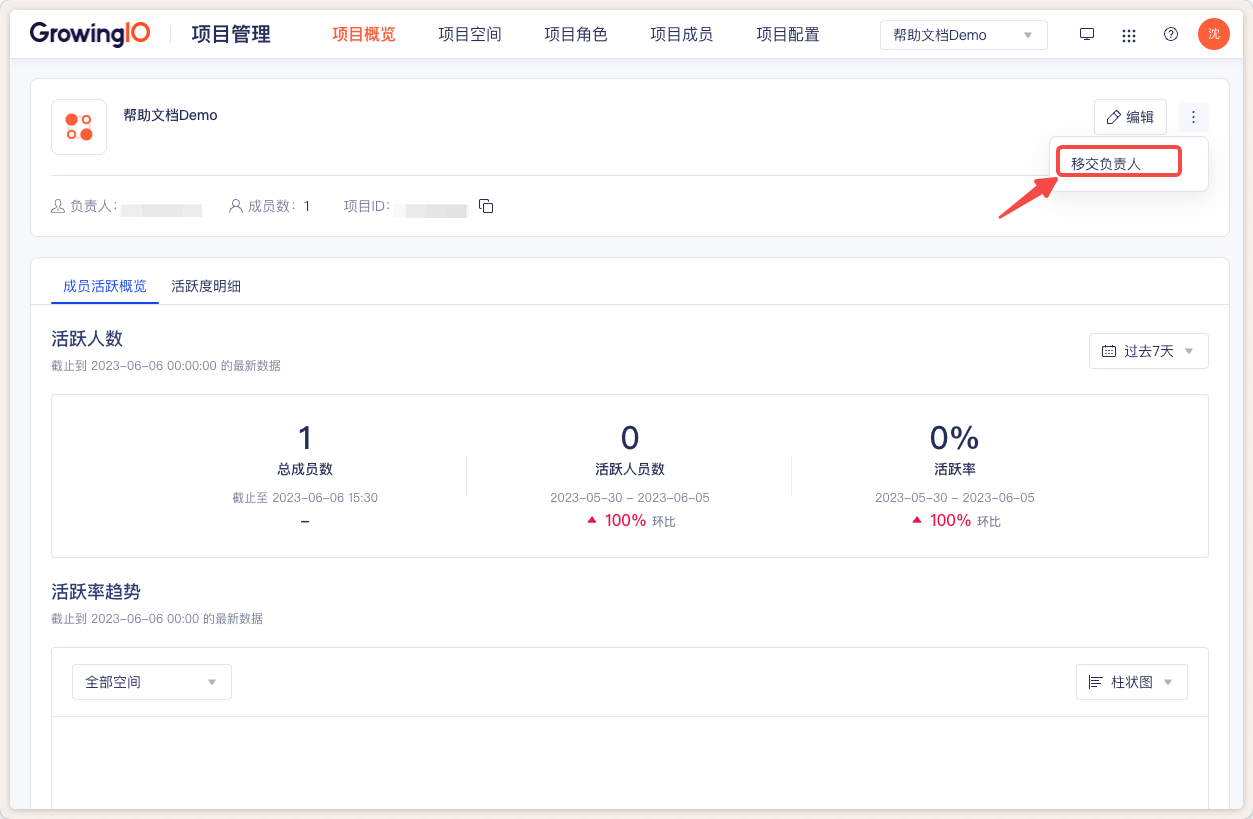 GrowingIO 项目管理 项目概览 项目空间 项目角色 项目成员 项目配置 帮助文档Demo 沈
帮助文档Demo
编辑
移交负责人
负责人: 成员数: 1 项目ID:
成员活跃概览 活跃度明细
活跃人数
截止到 2023-06-06 00:00:00 的最新数据
过去7天
1 0 0%
总成员数 活跃人员数 活跃率
截止至 2023-06-06 15:30 2023-05-30 - 2023-06-05 2023-05-30 - 2023-06-05
– 100% 环比 100% 环比
活跃率趋势
截止到 2023-06-06 00:00 的最新数据
全部空间 柱状图